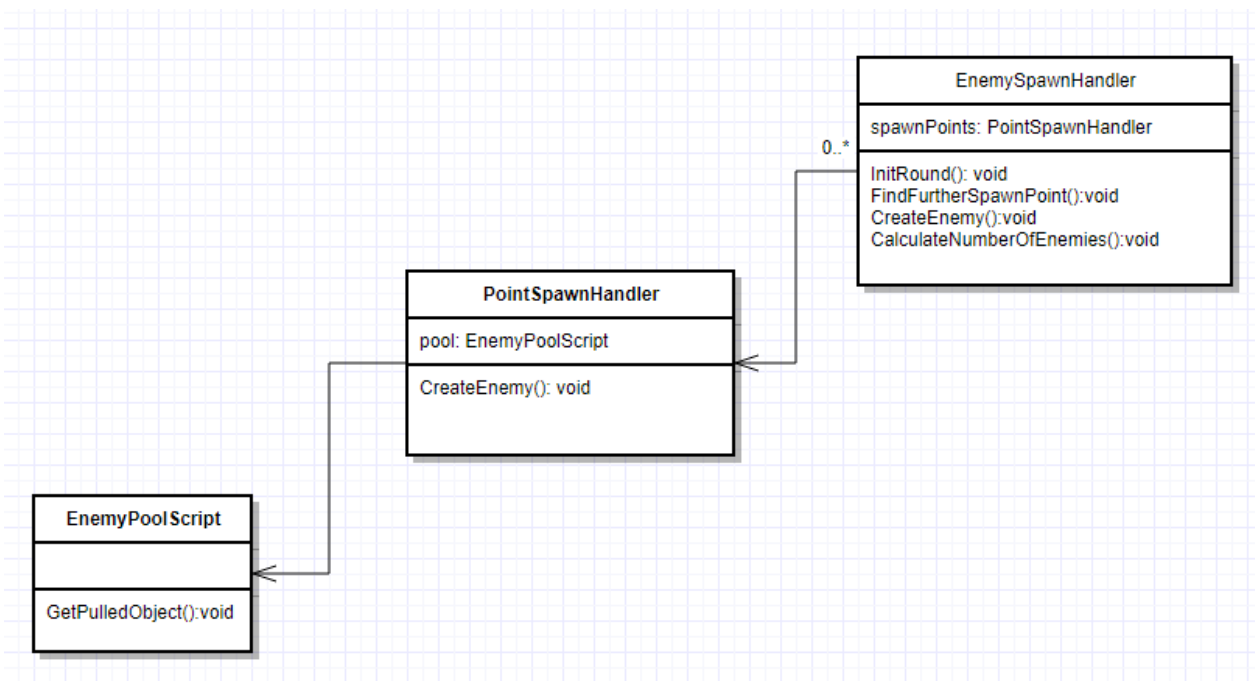 EnemySpawnHandler
spawnPoints: PointSpawnHandler
0..*
InitRound(): void
FindFurtherSpawnPoint():void
CreateEnemy():void
CalculateNumberOfEnemies():void
PointSpawnHandler
pool: EnemyPoolScript
CreateEnemy(): void
EnemyPoolScript
GetPulledObject():void